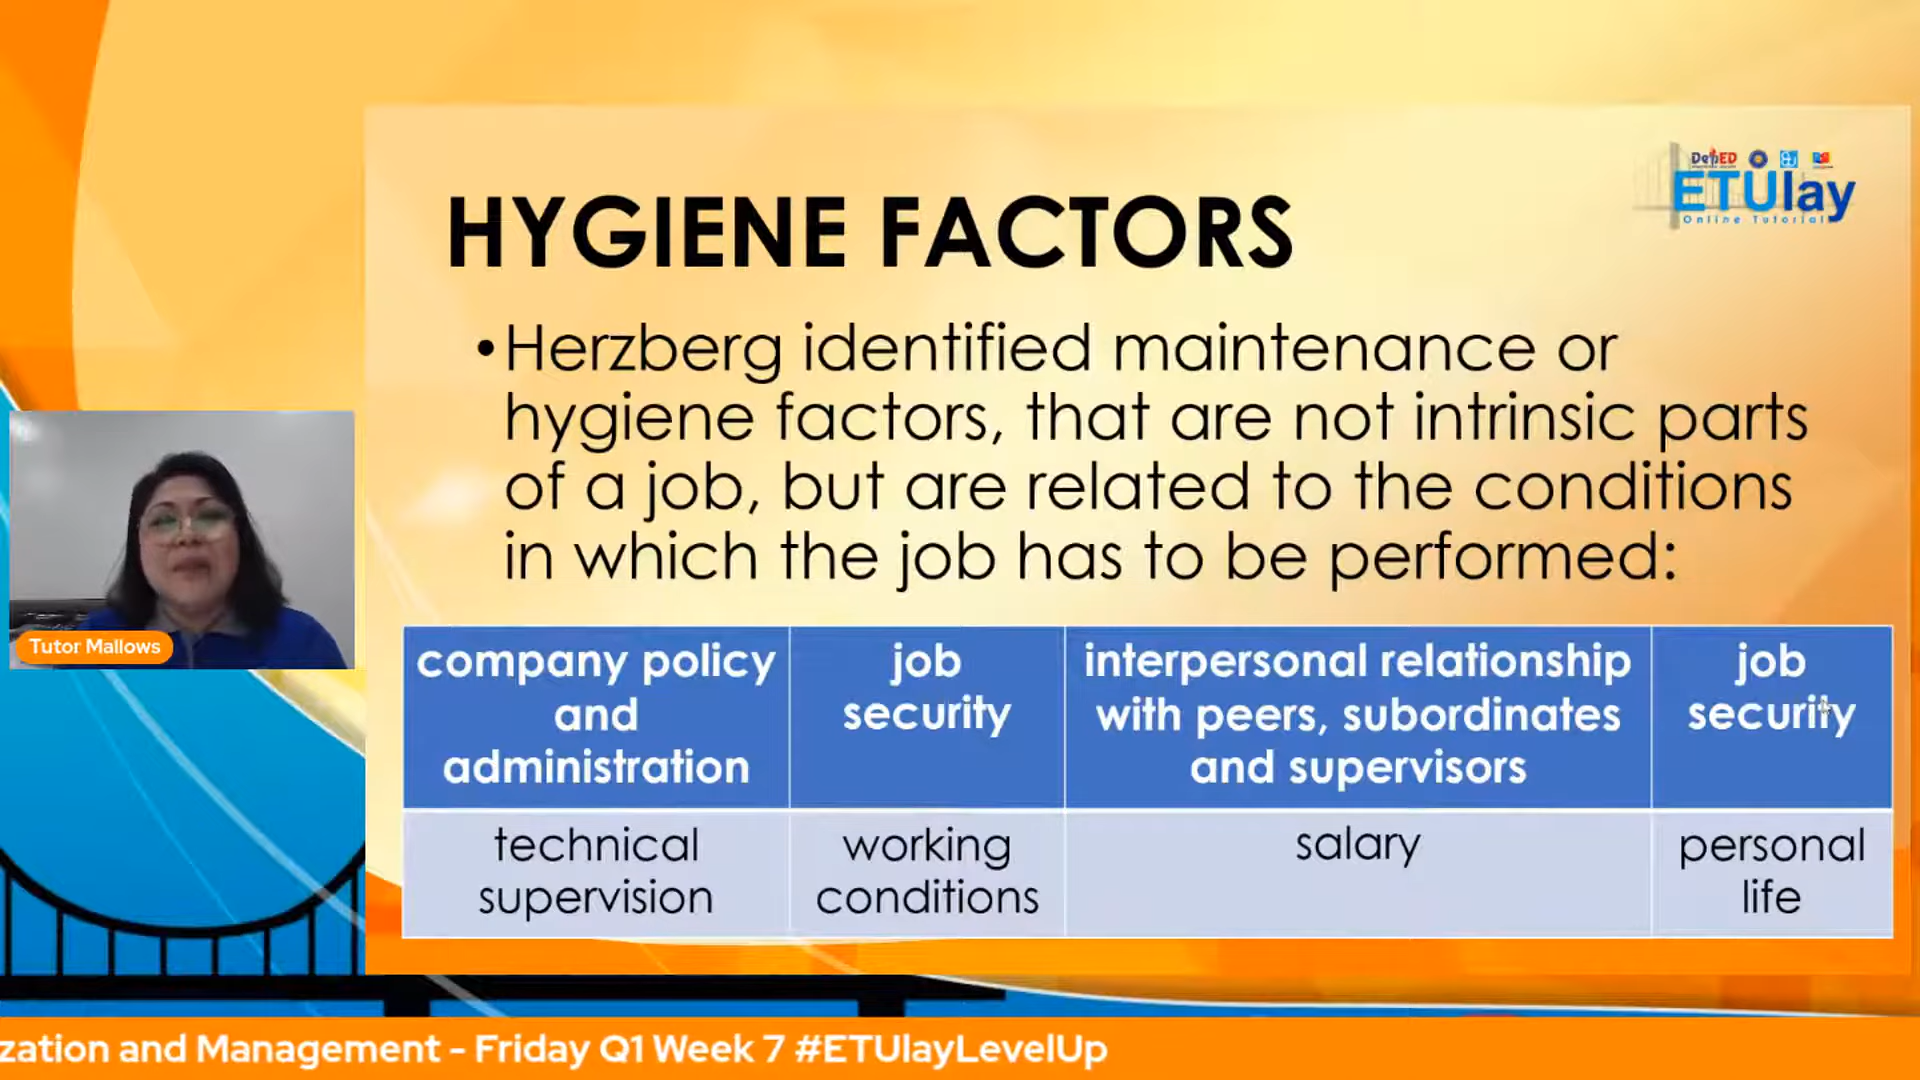 DepED
ETUlay
Online Tutorial
HYGIENE FACTORS
•Herzberg identified maintenance or
hygiene factors, that are not intrinsic parts
of a job, but are related to the conditions
in which the job has to be performed:
Tutor Mallows
company policy
and
administration
job
security
interpersonal relationship
with peers, subordinates
and supervisors
job
security
technical
supervision
working
conditions
salary
personal
life
zation and Management - Friday Q1 Week 7 #ETUlayLevelUp